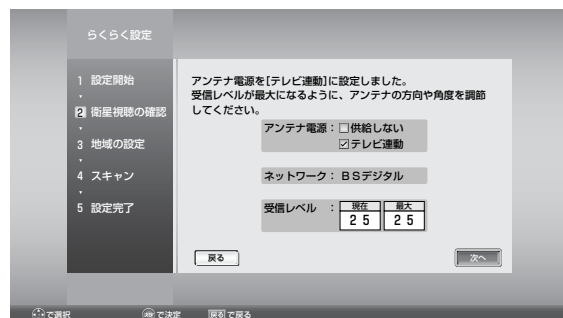 らくらく設定
1 設定開始
2 衛星視聴の確認
3 地域の設定
4 スキャン
5 設定完了
アンテナ電源を[テレビ連動]に設定しました。
受信レベルが最大になるように、アンテナの方向や角度を調節
してください。
アンテナ電源：□供給しない
☑テレビ連動
ネットワーク：BSデジタル
受信レベル ： 現在 最大
25 25
戻る 次へ
で選択 決定 で決定 戻る で戻る